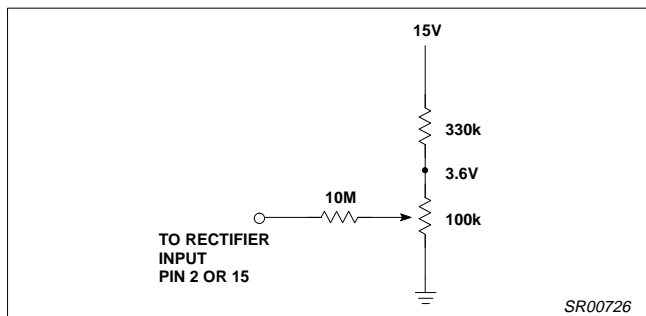 15V
330k
3.6V
10M
100k
TO RECTIFIER
INPUT
PIN 2 OR 15
SR00726